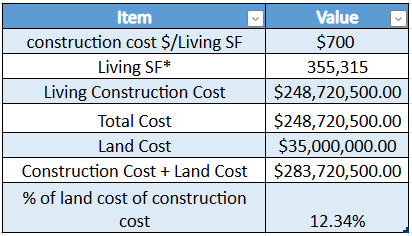 Item Value
construction cost $/Living SF $700
Living SF* 355,315
Living Construction Cost $248,720,500.00
Total Cost $248,720,500.00
Land Cost $35,000,000.00
Construction Cost + Land Cost $283,720,500.00
% of land cost of construction
cost 12.34%